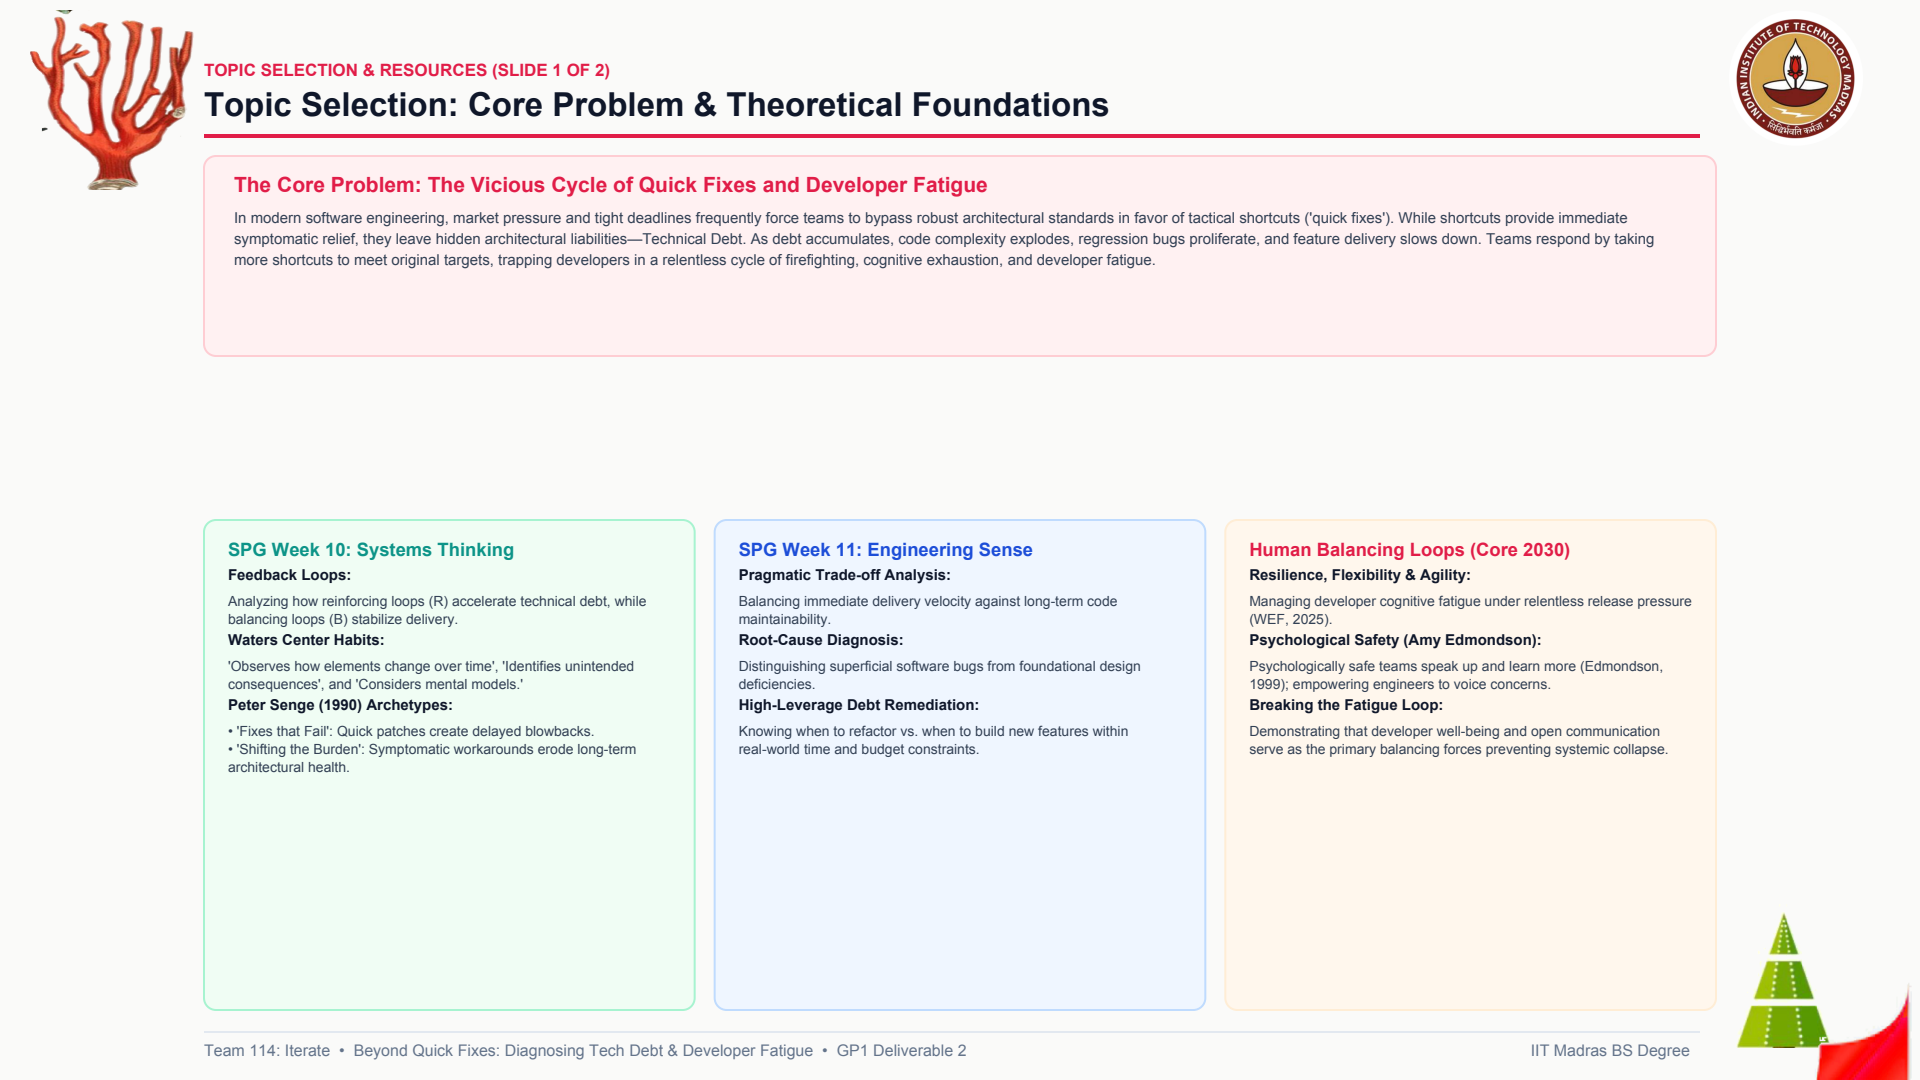 TOPIC SELECTION & RESOURCES (SLIDE 1 OF 2)
Topic Selection: Core Problem & Theoretical Foundations
INDIAN INSTITUTE OF TECHNOLOGY MADRAS
सिद्धिर्भवति कर्मजा
The Core Problem: The Vicious Cycle of Quick Fixes and Developer Fatigue
In modern software engineering, market pressure and tight deadlines frequently force teams to bypass robust architectural standards in favor of tactical shortcuts ('quick fixes'). While shortcuts provide immediate
symptomatic relief, they leave hidden architectural liabilities—Technical Debt. As debt accumulates, code complexity explodes, regression bugs proliferate, and feature delivery slows down. Teams respond by taking
more shortcuts to meet original targets, trapping developers in a relentless cycle of firefighting, cognitive exhaustion, and developer fatigue.
SPG Week 10: Systems Thinking
Feedback Loops:
Analyzing how reinforcing loops (R) accelerate technical debt, while
balancing loops (B) stabilize delivery.
Waters Center Habits:
'Observes how elements change over time', 'Identifies unintended
consequences', and 'Considers mental models.'
Peter Senge (1990) Archetypes:
• 'Fixes that Fail': Quick patches create delayed blowbacks.
• 'Shifting the Burden': Symptomatic workarounds erode long-term
architectural health.
SPG Week 11: Engineering Sense
Pragmatic Trade-off Analysis:
Balancing immediate delivery velocity against long-term code
maintainability.
Root-Cause Diagnosis:
Distinguishing superficial software bugs from foundational design
deficiencies.
High-Leverage Debt Remediation:
Knowing when to refactor vs. when to build new features within
real-world time and budget constraints.
Human Balancing Loops (Core 2030)
Resilience, Flexibility & Agility:
Managing developer cognitive fatigue under relentless release pressure
(WEF, 2025).
Psychological Safety (Amy Edmondson):
Psychologically safe teams speak up and learn more (Edmondson,
1999); empowering engineers to voice concerns.
Breaking the Fatigue Loop:
Demonstrating that developer well-being and open communication
serve as the primary balancing forces preventing systemic collapse.
Team 114: Iterate • Beyond Quick Fixes: Diagnosing Tech Debt & Developer Fatigue • GP1 Deliverable 2
IIT Madras BS Degree